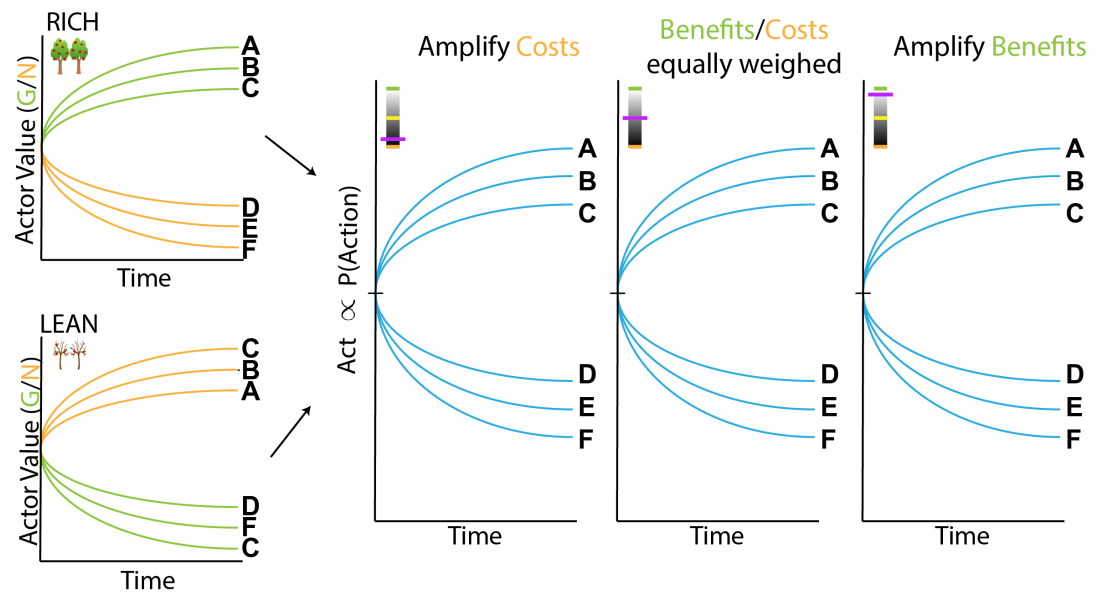 RICH
Actor Value (G/N)
A
B
C
D
E
F
Time
LEAN
Actor Value (G/N)
C
B
A
D
F
C
Time
Amplify Costs
Act ∝ P(Action)
A
B
C
D
E
F
Time
Benefits/Costs
equally weighed
A
B
C
D
E
F
Time
Amplify Benefits
A
B
C
D
E
F
Time